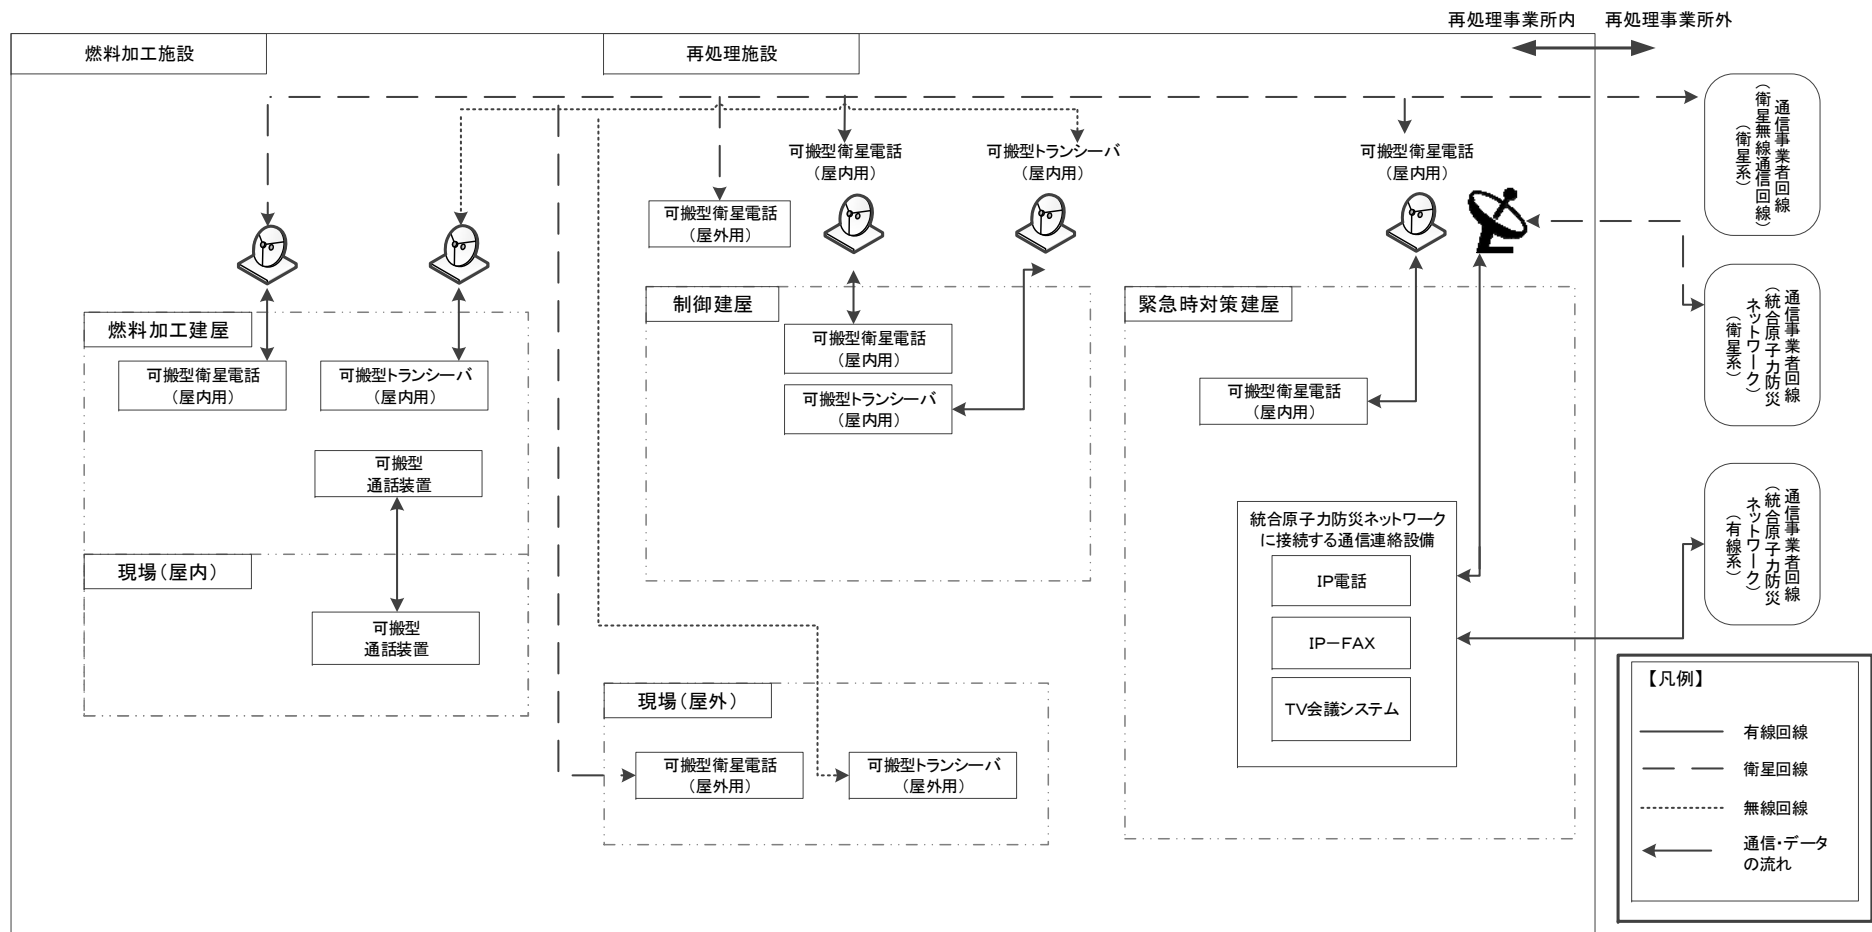 再処理事業所内
再処理事業所外
燃料加工施設
再処理施設
可搬型衛星電話
（屋内用）
可搬型トランシーバ
（屋内用）
可搬型衛星電話
（屋内用）
可搬型衛星電話
（屋外用）
通信事業者回線
（衛星無線通信回線）
（衛星系）
燃料加工建屋
可搬型衛星電話
（屋内用）
可搬型トランシーバ
（屋内用）
可搬型
通話装置
現場（屋内）
可搬型
通話装置
制御建屋
可搬型衛星電話
（屋内用）
可搬型トランシーバ
（屋内用）
現場（屋外）
可搬型衛星電話
（屋外用）
可搬型トランシーバ
（屋外用）
緊急時対策建屋
可搬型衛星電話
（屋内用）
統合原子力防災ネットワーク
に接続する通信連絡設備
IP電話
IP－FAX
TV会議システム
通信事業者回線
（統合原子力防災
ネットワーク）
（衛星系）
通信事業者回線
（統合原子力防災
ネットワーク）
（有線系）
【凡例】
有線回線
衛星回線
無線回線
通信・データ
の流れ